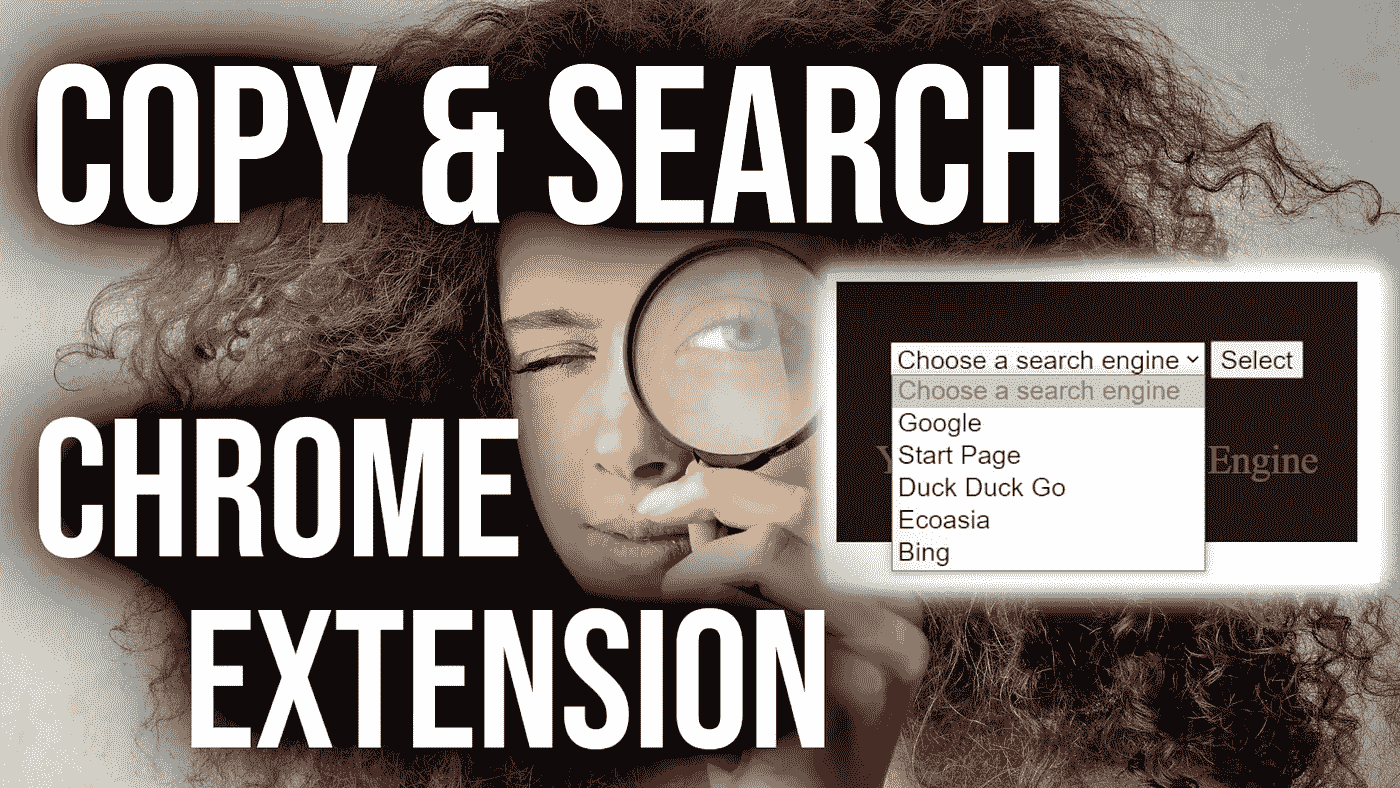 COPY & SEARCH
Choose a search engine Select
Choose a search engine
Google
Start Page
Engine
Duck Duck Go
Ecoasia
Bing
CHROME
EXTENSION